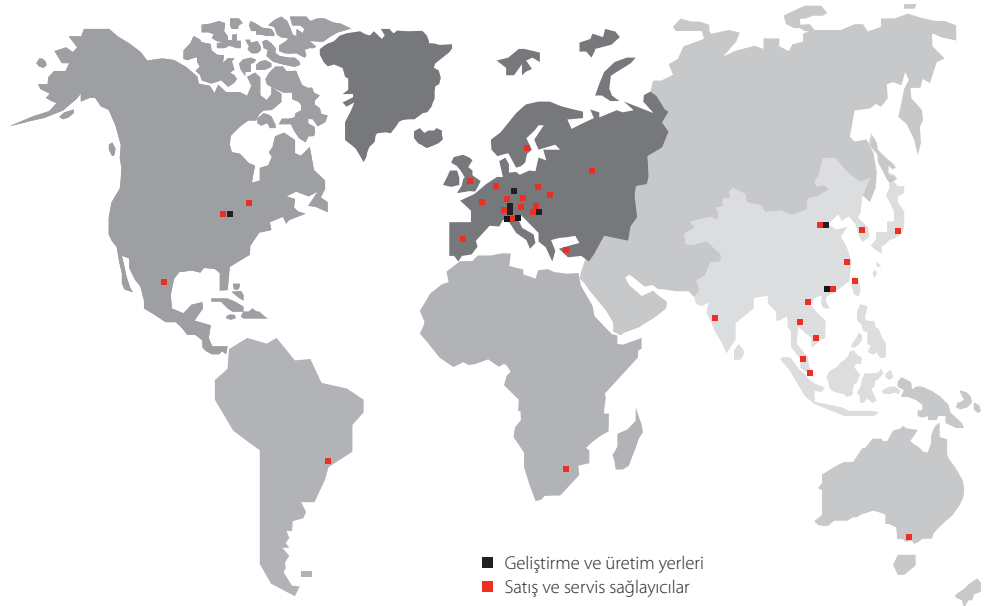 Geliştirme ve üretim yerleri
Satış ve servis sağlayıcılar